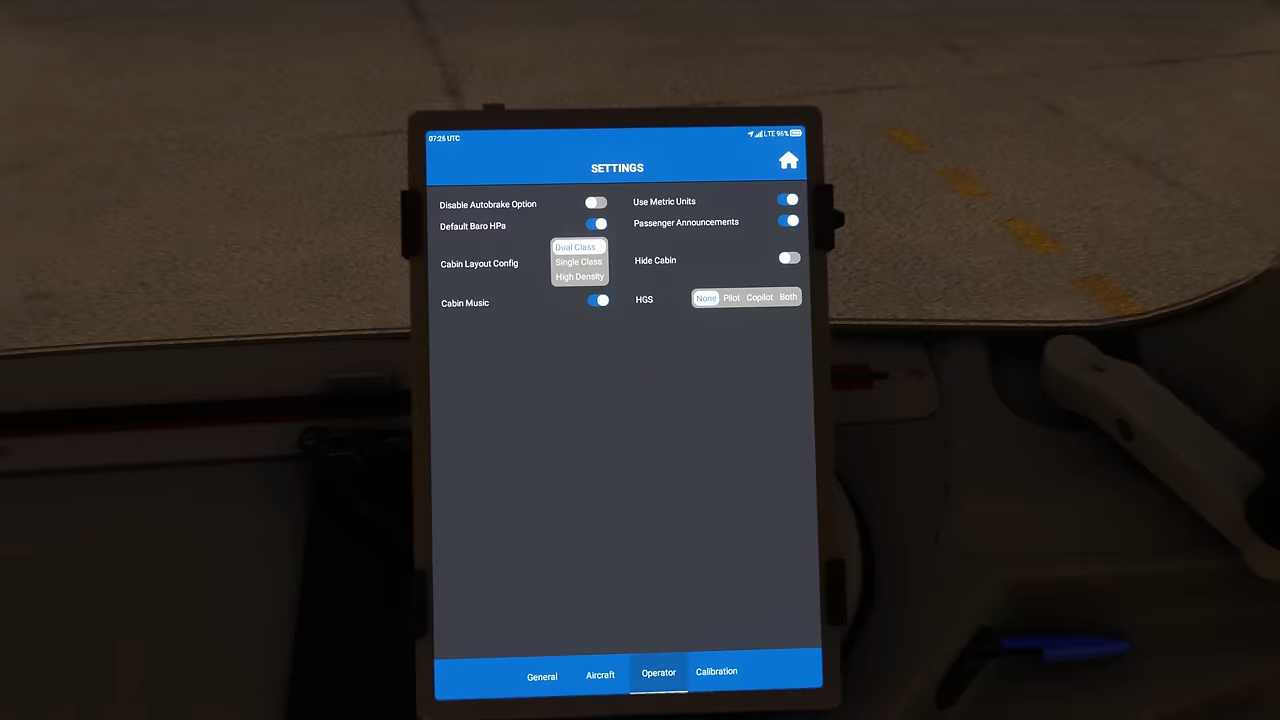 07:26 UTC
LTE 96%
SETTINGS
Disable Autobrake Option
Use Metric Units
Default Baro HPa
Passenger Announcements
Dual Class
Cabin Layout Config
Single Class
Hide Cabin
High Density
Cabin Music
HGS
None Pilot Copilot Both
General Aircraft Operator Calibration